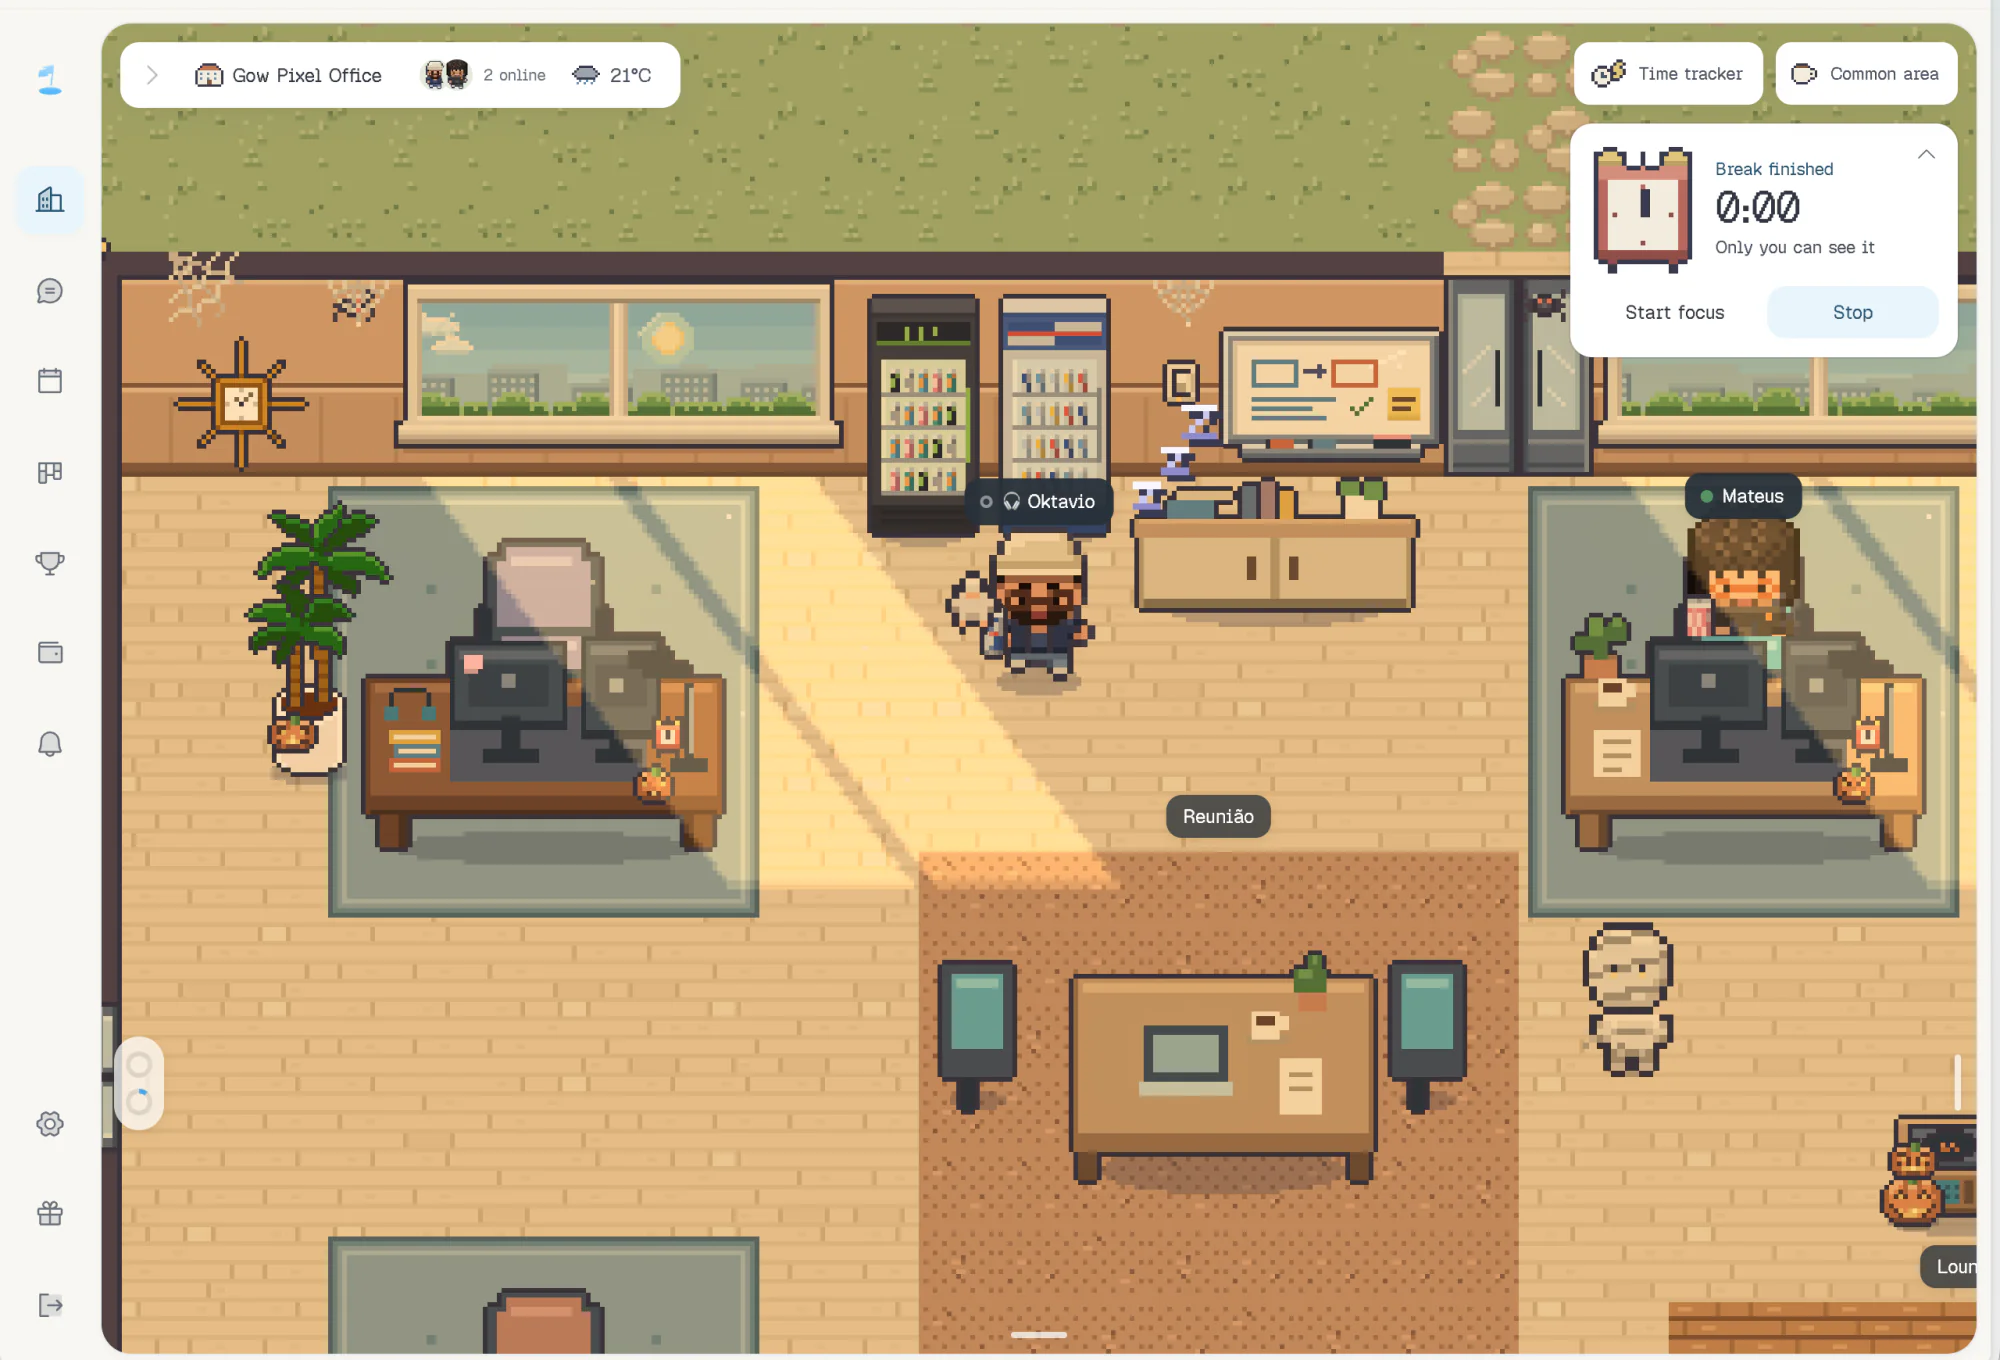 Gow Pixel Office
2 online
21°C
Time tracker
Common area
Break finished
0:00
Only you can see it
Start focus
Stop
Oktavio
Mateus
Reunião
Loun